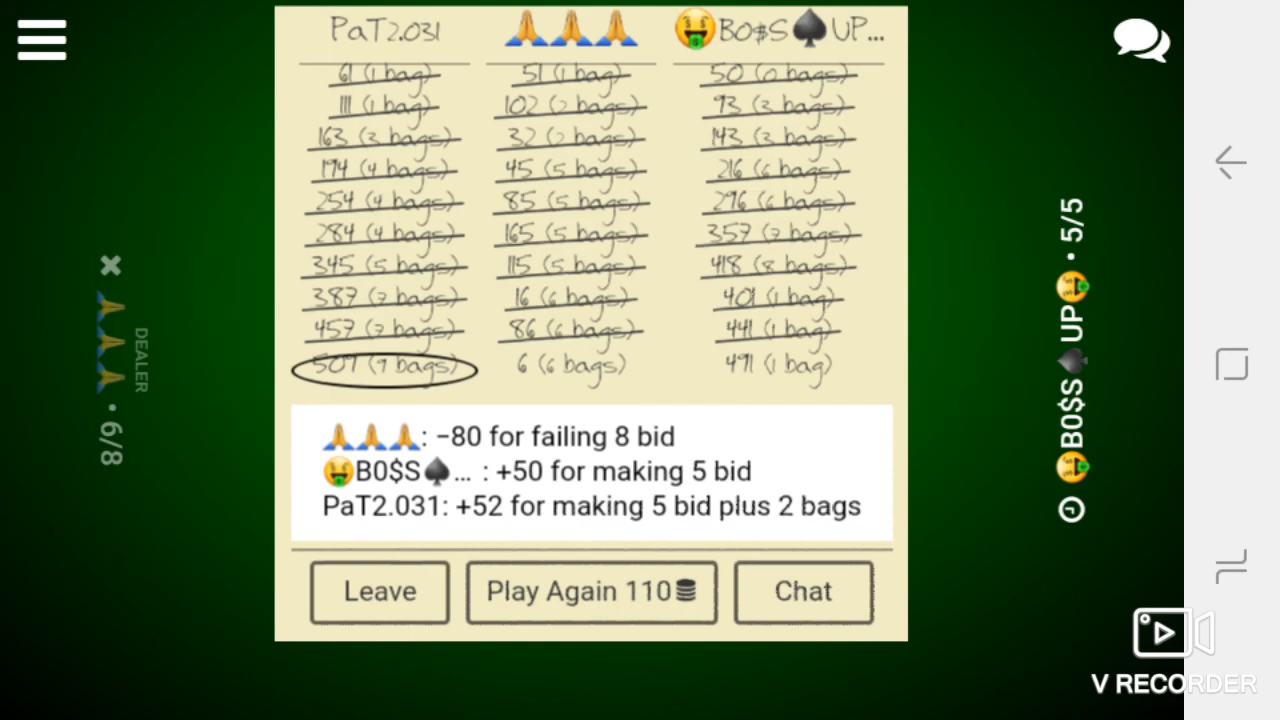 PaT2.031 🙏🙏🙏 🤑BO$S♠UP...
61 (1 bag) 51 (1 bag) 50 (0 bags)
111 (1 bag) 102 (2 bags) 93 (3 bags)
163 (3 bags) 32 (2 bags) 143 (3 bags)
194 (4 bags) 45 (5 bags) 216 (6 bags)
254 (4 bags) 85 (5 bags) 296 (6 bags)
284 (4 bags) 165 (5 bags) 357 (7 bags)
345 (5 bags) 115 (5 bags) 418 (8 bags)
387 (7 bags) 16 (6 bags) 401 (1 bag)
457 (7 bags) 86 (6 bags) 441 (1 bag)
509 (9 bags) 6 (6 bags) 491 (1 bag)
🙏🙏🙏: −80 for failing 8 bid
🤑B0$S♠... : +50 for making 5 bid
PaT2.031: +52 for making 5 bid plus 2 bags
Leave Play Again 110 Chat
DEALER
🙏🙏🙏 • 6/8
🤑B0$S♠UP🤑 • 5/5
V RECORDER